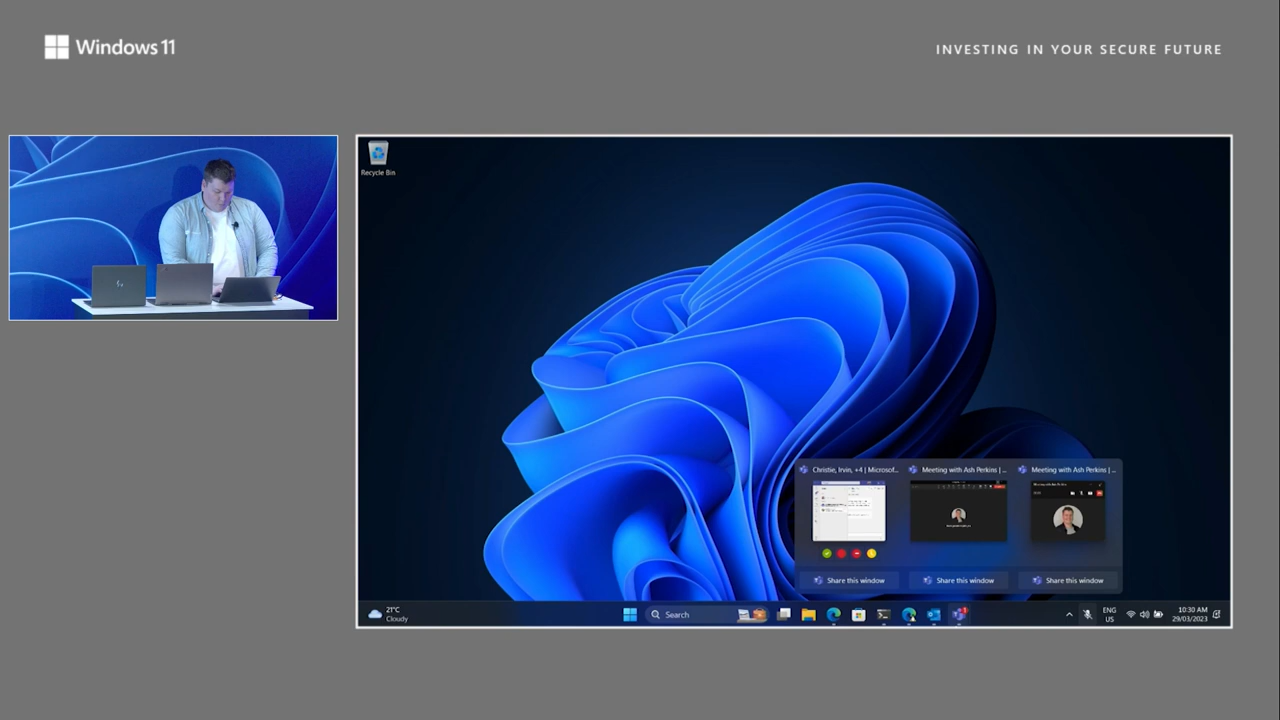 Windows 11
INVESTING IN YOUR SECURE FUTURE
Recycle Bin
Christie, Irvin, +4 | Microsof...
Meeting with Ash Perkins | ...
Meeting with Ash Perkins | ...
Share this window
Share this window
Share this window
21°C
Cloudy
Search
ENG
US
10:30 AM
29/03/2023